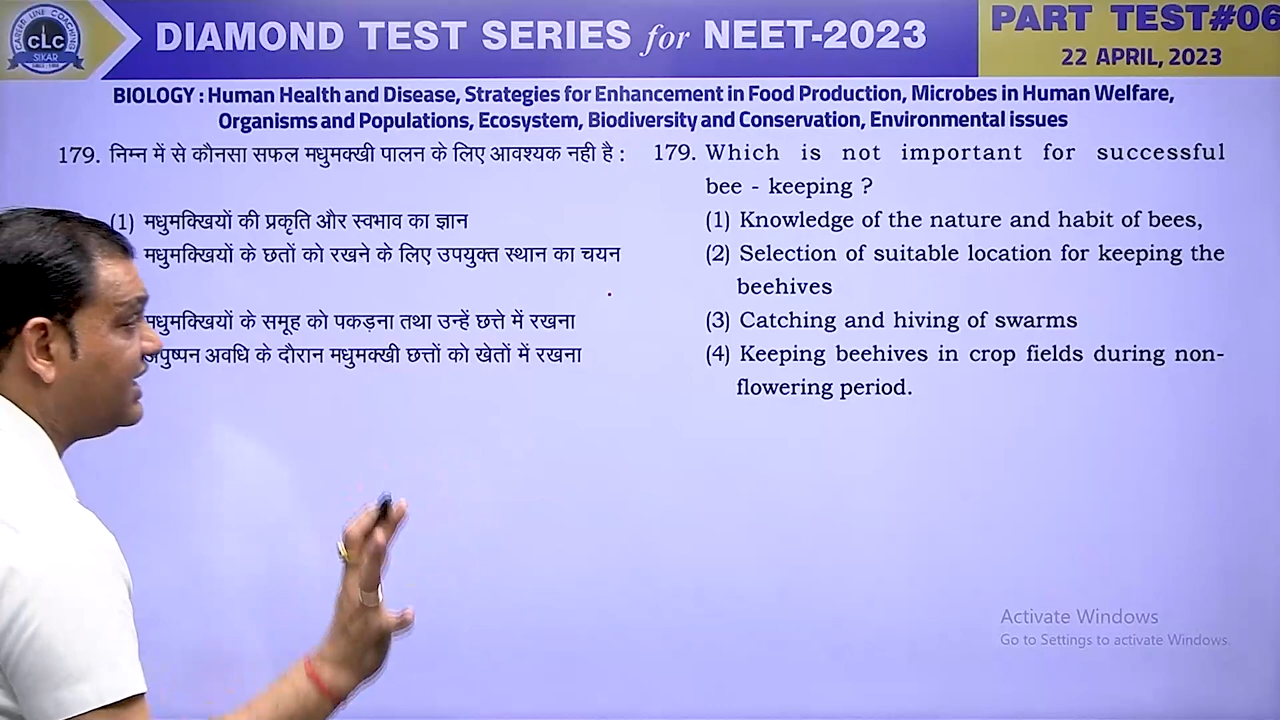 CAREER LINE COACHING
CLC
SIKAR
DIAMOND TEST SERIES for NEET-2023
PART TEST#06
22 APRIL, 2023
BIOLOGY : Human Health and Disease, Strategies for Enhancement in Food Production, Microbes in Human Welfare,
Organisms and Populations, Ecosystem, Biodiversity and Conservation, Environmental issues
179. निम्न में से कौनसा सफल मधुमक्खी पालन के लिए आवश्यक नही है :
(1) मधुमक्खियों की प्रकृति और स्वभाव का ज्ञान
मधुमक्खियों के छतों को रखने के लिए उपयुक्त स्थान का चयन
मधुमक्खियों के समूह को पकड़ना तथा उन्हें छत्ते में रखना
अपुष्पन अवधि के दौरान मधुमक्खी छत्तों को खेतों में रखना
179. Which is not important for successful
bee - keeping ?
(1) Knowledge of the nature and habit of bees,
(2) Selection of suitable location for keeping the
beehives
(3) Catching and hiving of swarms
(4) Keeping beehives in crop fields during non-
flowering period.
Activate Windows
Go to Settings to activate Windows.